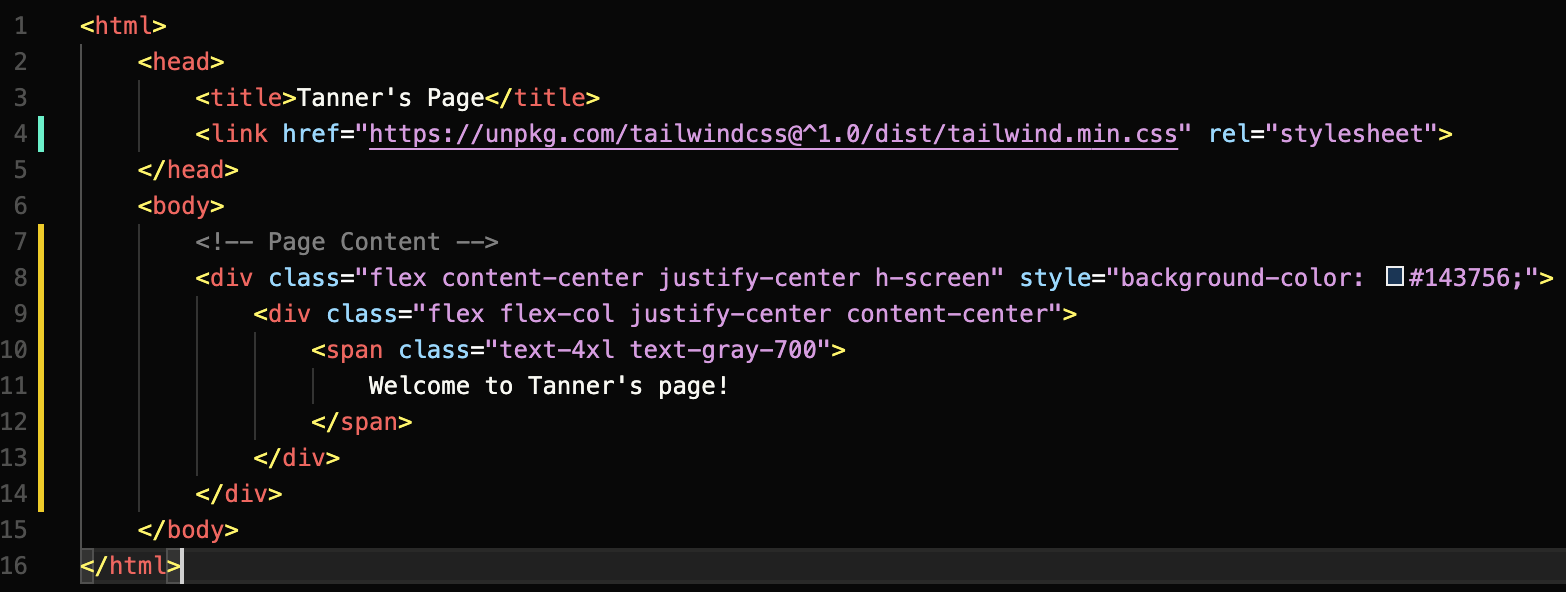 1 <html>
2 <head>
3 <title>Tanner's Page</title>
4 <link href="https://unpkg.com/tailwindcss@^1.0/dist/tailwind.min.css" rel="stylesheet">
5 </head>
6 <body>
7 <!-- Page Content -->
8 <div class="flex content-center justify-center h-screen" style="background-color: #143756;">
9 <div class="flex flex-col justify-center content-center">
10 <span class="text-4xl text-gray-700">
11 Welcome to Tanner's page!
12 </span>
13 </div>
14 </div>
15 </body>
16 </html>